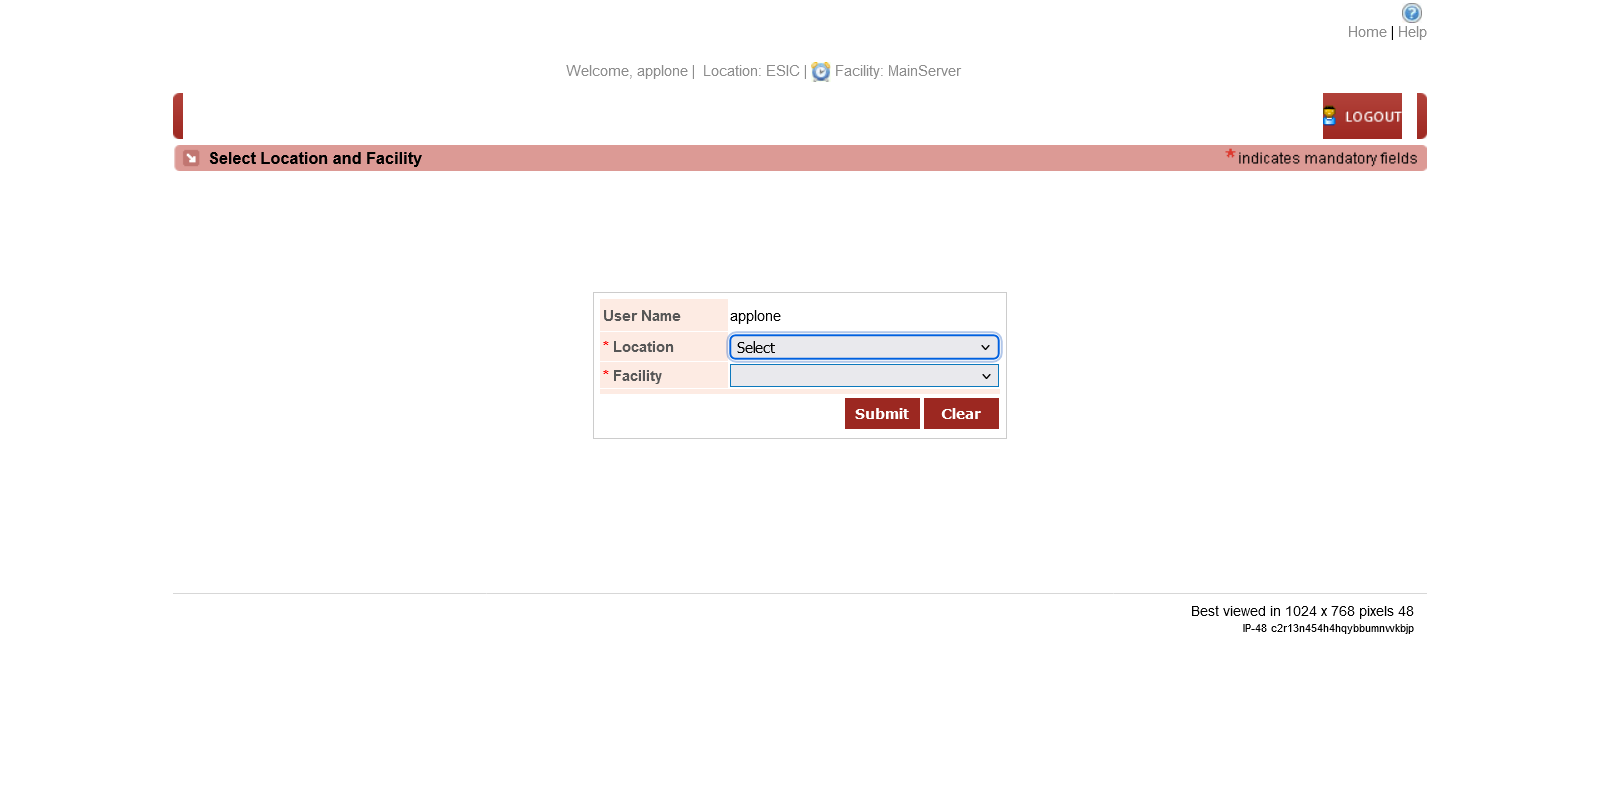 Home | Help
Welcome, applone | Location: ESIC | Facility: MainServer
LOGOUT
Select Location and Facility
*indicates mandatory fields
User Name applone
* Location Select
* Facility
Submit Clear
Best viewed in 1024 x 768 pixels 48
IP-48 c2r13n454h4hqybbumnvvkbjp